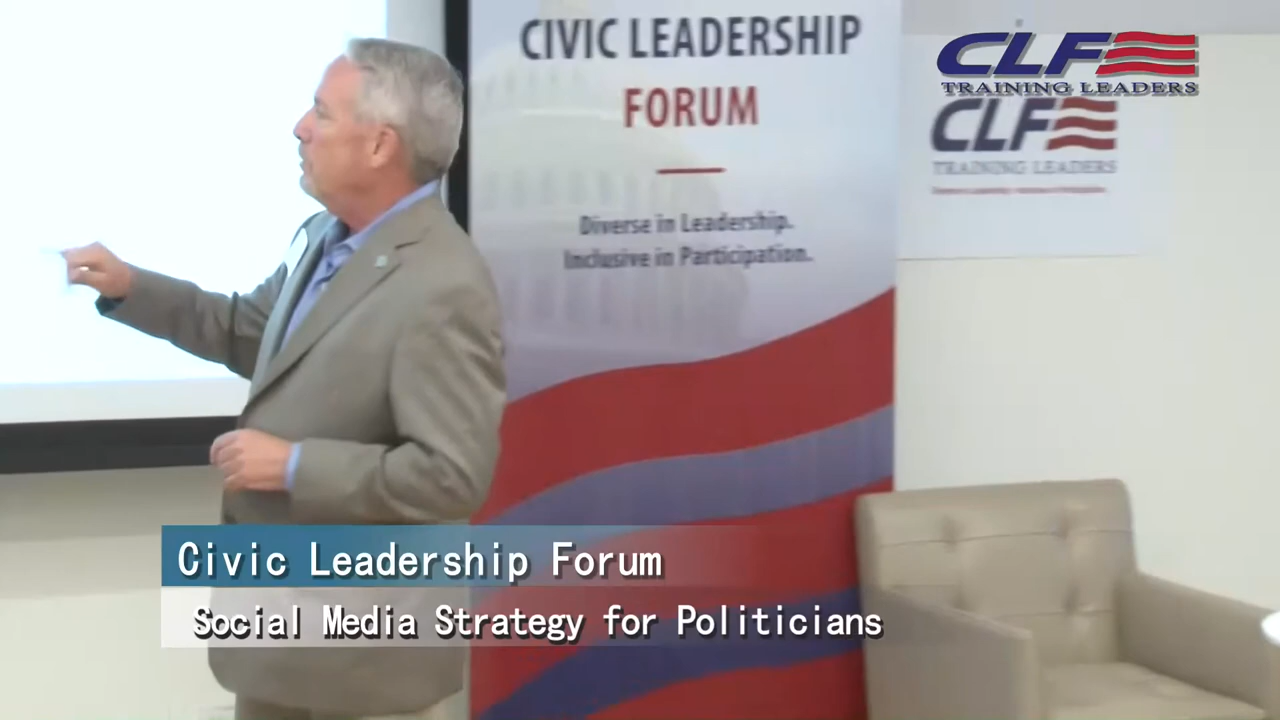 CIVIC LEADERSHIP
FORUM
Diverse in Leadership.
Inclusive in Participation.
CLF
TRAINING LEADERS
CLF
TRAINING LEADERS
Civic Leadership Forum
Social Media Strategy for Politicians